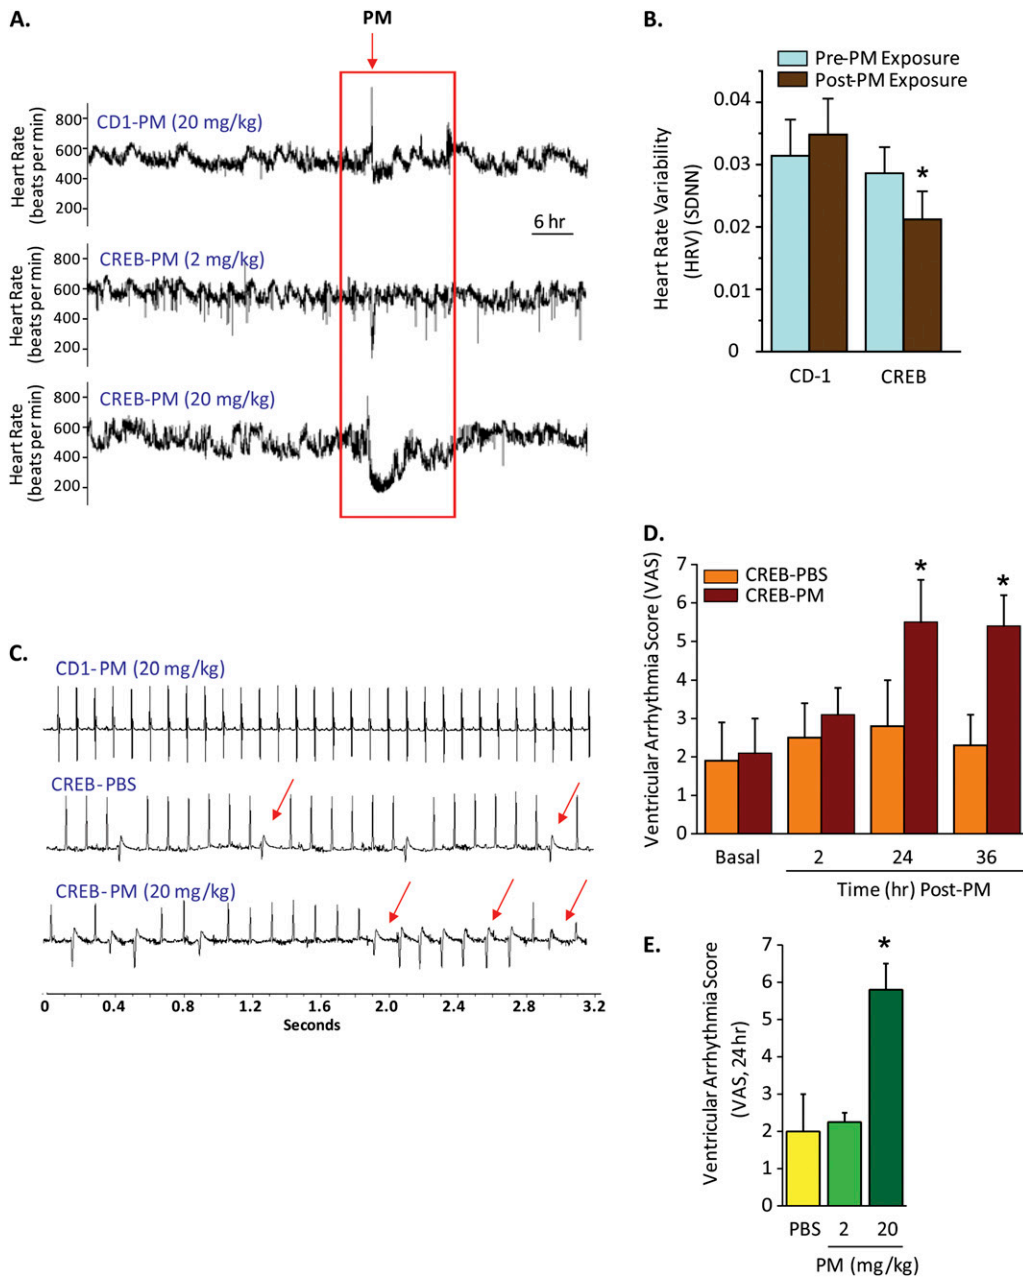 A.
PM
Heart Rate
(beats per min)
800
600
400
200
CD1-PM (20 mg/kg)
6 hr
Heart Rate
(beats per min)
800
600
400
200
CREB-PM (2 mg/kg)
Heart Rate
(beats per min)
800
600
400
200
CREB-PM (20 mg/kg)
B.
Pre-PM Exposure
Post-PM Exposure
Heart Rate Variability
(HRV) (SDNN)
0.04
0.03
0.02
0.01
0
*
CD-1 CREB
C.
CD1-PM (20 mg/kg)
CREB-PBS
CREB-PM (20 mg/kg)
0 0.4 0.8 1.2 1.6 2.0 2.4 2.8 3.2
Seconds
D.
CREB-PBS
CREB-PM
Ventricular Arrhythmia Score (VAS)
7
6
5
4
3
2
1
0
* *
Basal 2 24 36
Time (hr) Post-PM
E.
Ventricular Arrhythmia Score
(VAS, 24 hr)
7
6
5
4
3
2
1
0
*
PBS 2 20
PM (mg/kg)